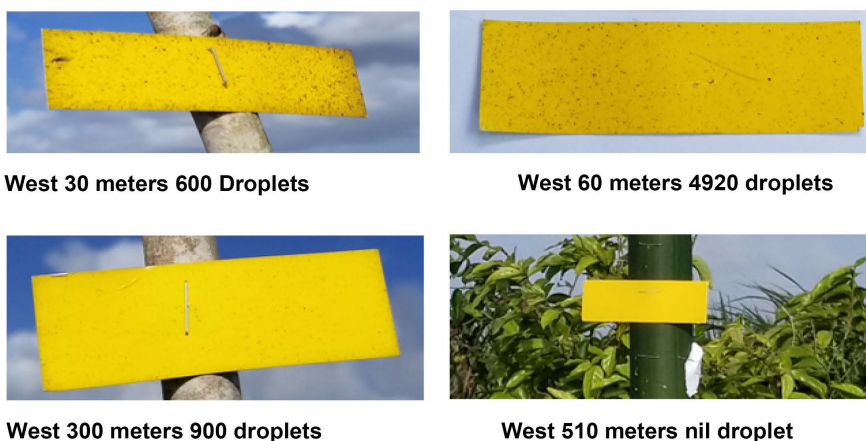 West 30 meters 600 Droplets
West 60 meters 4920 droplets
West 300 meters 900 droplets
West 510 meters nil droplet